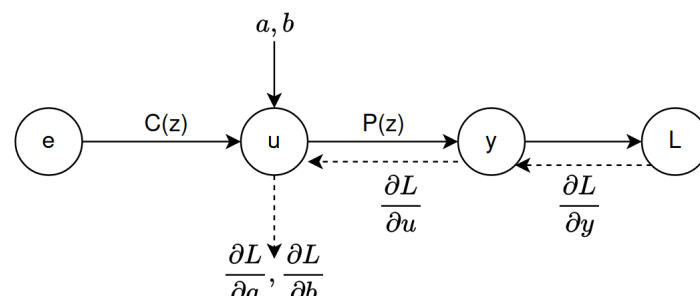 a, b
e C(z) u P(z) y L
∂L/∂u ∂L/∂y
∂L/∂a, ∂L/∂b